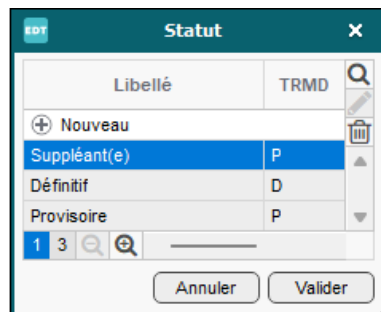 EDT Statut
Libellé TRMD
Nouveau
Suppléant(e) P
Définitif D
Provisoire P
1 3
Annuler Valider